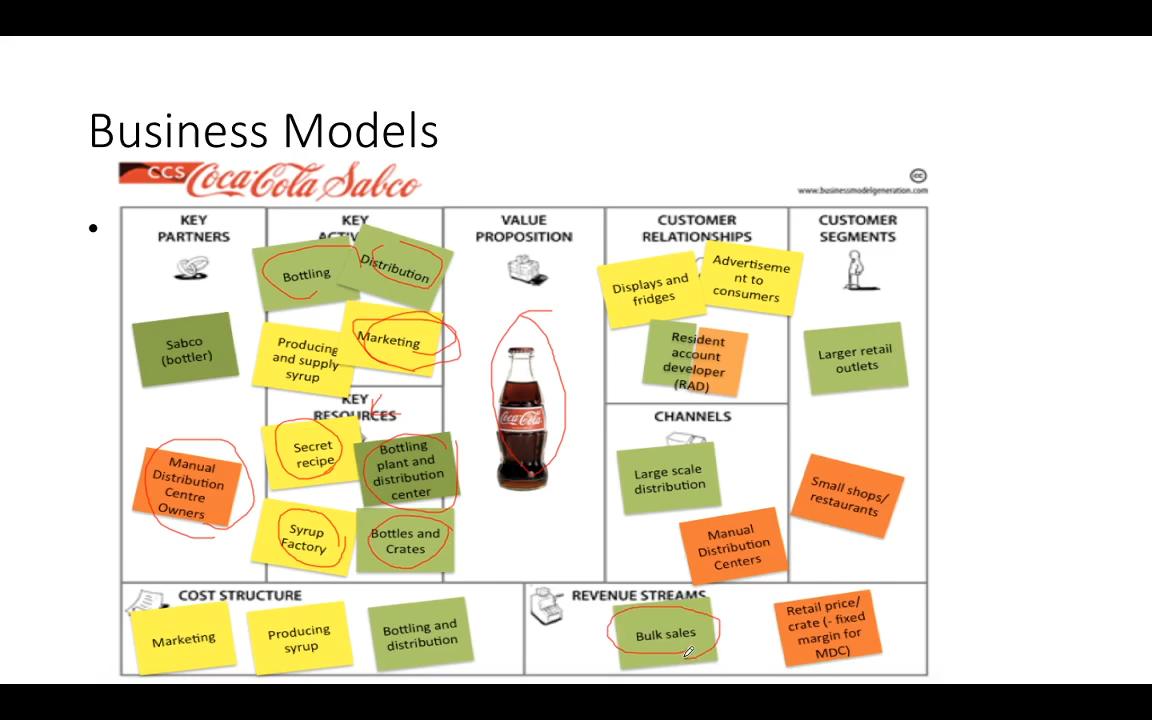 Business Models
CCS
Coca-Cola Sabco
cc
www.businessmodelgeneration.com
•
KEY
PARTNERS
Sabco
(bottler)
Manual
Distribution
Centre
Owners
KEY
Bottling
Distribution
Producing
and supply
syrup
Marketing
KEY
RESOURCES
Secret
recipe
Bottling
plant and
distribution
center
Syrup
Factory
Bottles and
Crates
VALUE
PROPOSITION
Coca-Cola
CUSTOMER
RELATIONSHIPS
Displays and
fridges
Advertiseme
nt to
consumers
Resident
account
developer
(RAD)
CHANNELS
Large scale
distribution
Manual
Distribution
Centers
CUSTOMER
SEGMENTS
Larger retail
outlets
Small shops/
restaurants
COST STRUCTURE
Marketing
Producing
syrup
Bottling and
distribution
REVENUE STREAMS
Bulk sales
Retail price/
crate (- fixed
margin for
MDC)